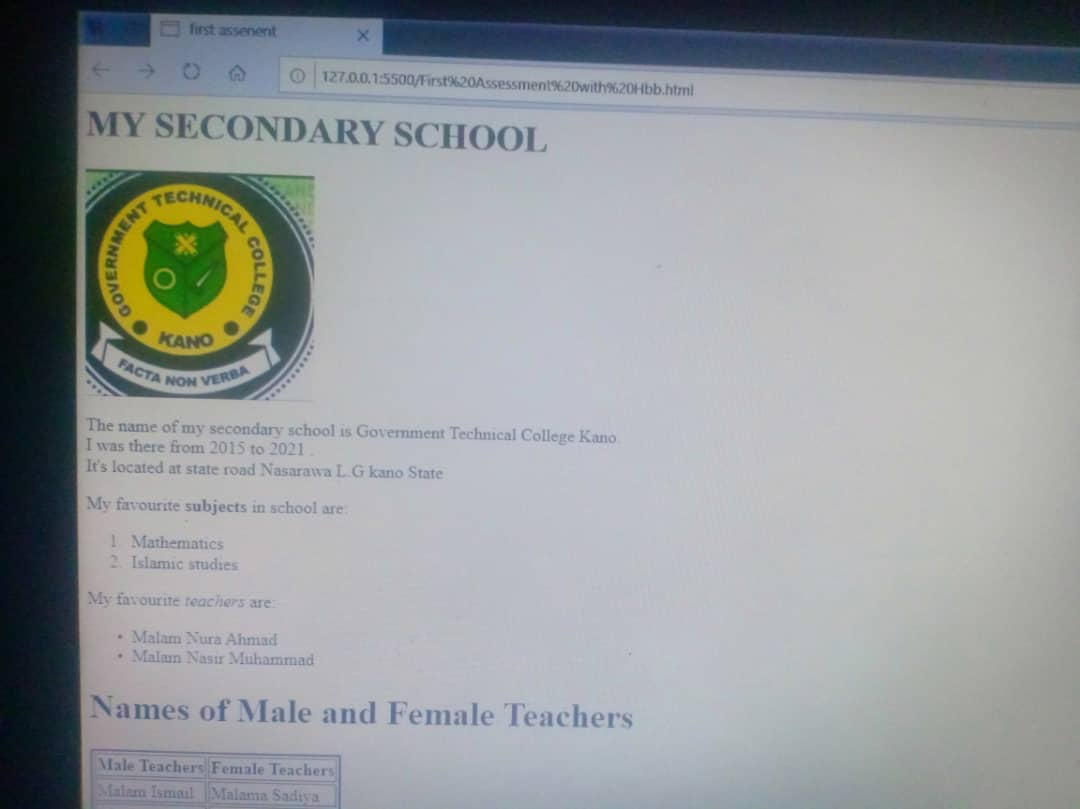 first assenent
127.0.0.1:5500/First%20Assessment%20with%20Hbb.html
MY SECONDARY SCHOOL
GOVERNMENT TECHNICAL COLLEGE
KANO
FACTA NON VERBA
The name of my secondary school is Government Technical College Kano.
I was there from 2015 to 2021 .
It's located at state road Nasarawa L.G kano State
My favourite subjects in school are:
1. Mathematics
2. Islamic studies
My favourite teachers are:
• Malam Nura Ahmad
• Malam Nasir Muhammad
Names of Male and Female Teachers
Male Teachers Female Teachers
Malam Ismail Malama Sadiya